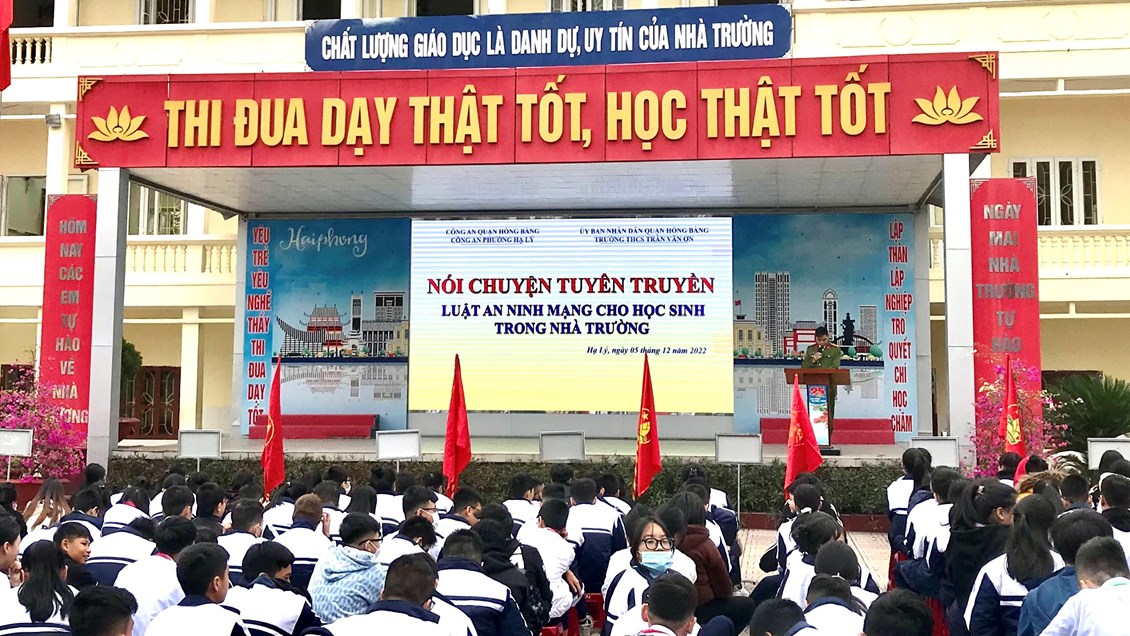 CHẤT LƯỢNG GIÁO DỤC LÀ DANH DỰ, UY TÍN CỦA NHÀ TRƯỜNG
THI ĐUA DẠY THẬT TỐT, HỌC THẬT TỐT
HÔM
NAY CÁC
EM TỰ
HÀO VỀ
NHÀ
TRƯỜNG
YÊU
TRẺ
YÊU
NGHỀ
THẦY
THI
ĐUA
DẠY
TỐT
Haiphong
CÔNG AN QUẬN HỒNG BÀNG
CÔNG AN PHƯỜNG HẠ LÝ
ỦY BAN NHÂN DÂN QUẬN HỒNG BÀNG
TRƯỜNG THCS TRẦN VĂN ƠN
NÓI CHUYỆN TUYÊN TRUYỀN
LUẬT AN NINH MẠNG CHO HỌC SINH
TRONG NHÀ TRƯỜNG
Hạ Lý, ngày 05 tháng 12 năm 2022
25
LẬP
THÂN
LẬP
NGHIỆP
TRÒ
QUYẾT
CHÍ
HỌC
CHĂM
NGÀY
MAI
NHÀ
TRƯỜNG
TỰ
HÀO